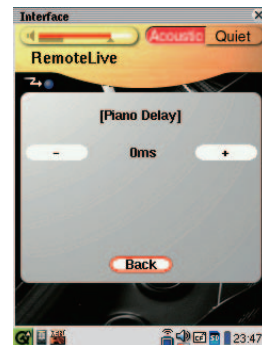 Interface
Acoustic Quiet
RemoteLive
[Piano Delay]
- 0ms +
Back
23:47